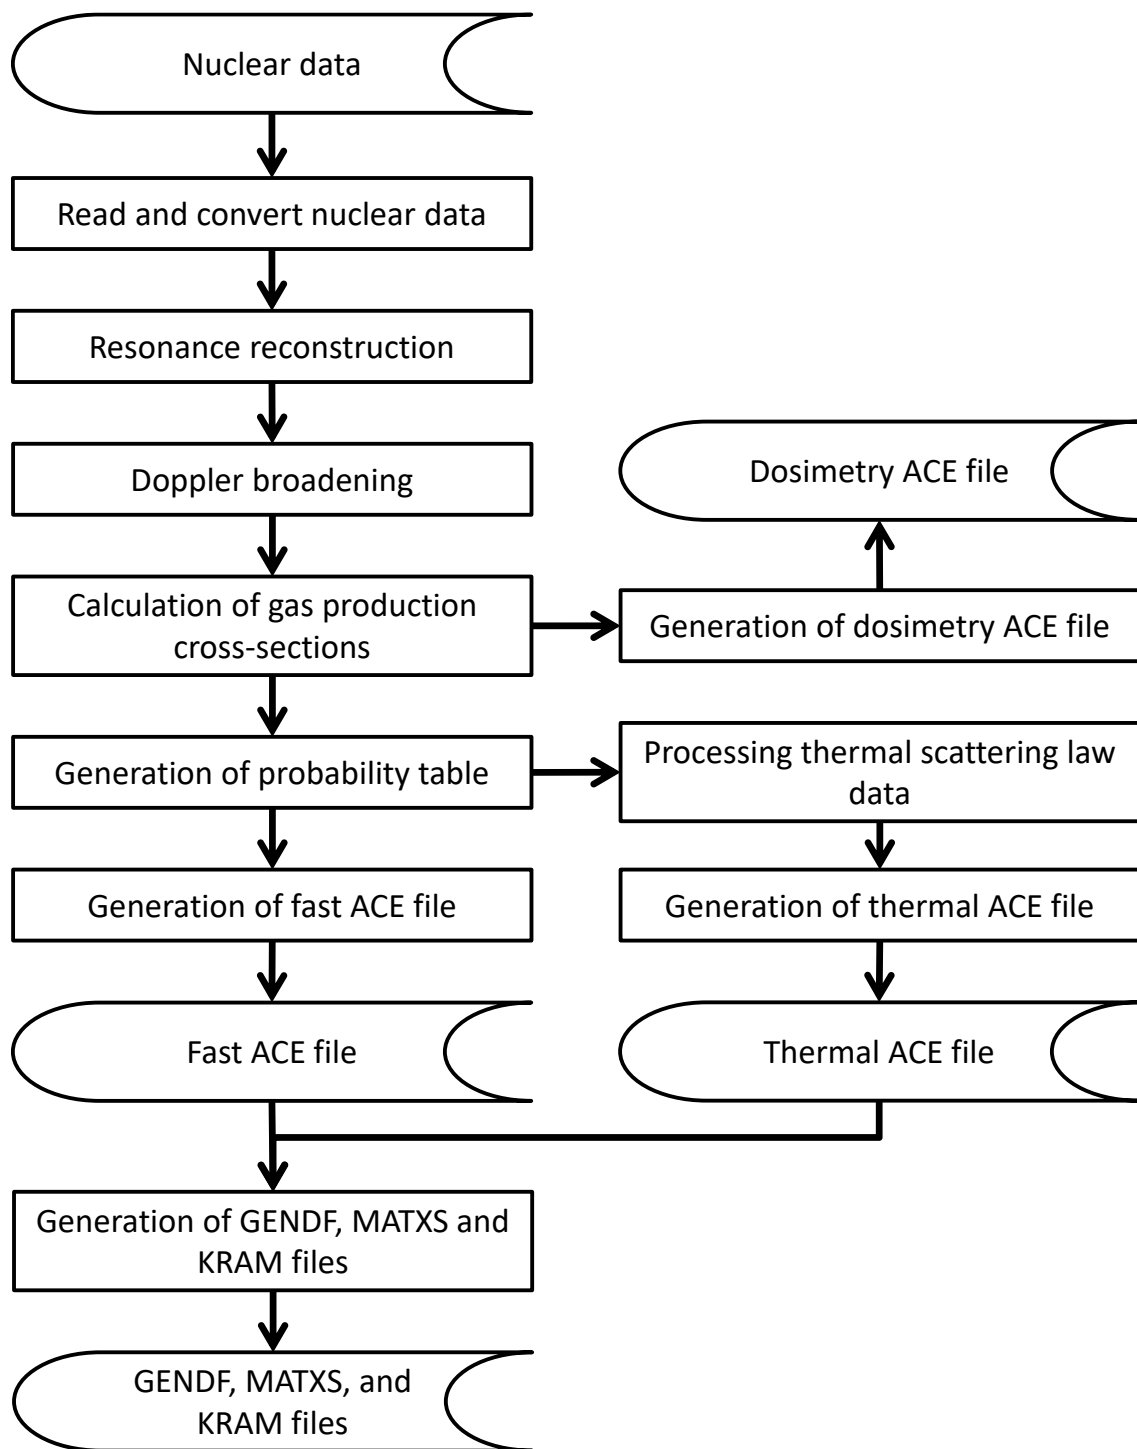 Nuclear data
Read and convert nuclear data
Resonance reconstruction
Doppler broadening
Dosimetry ACE file
Calculation of gas production
cross-sections
Generation of dosimetry ACE file
Generation of probability table
Processing thermal scattering law
data
Generation of fast ACE file
Generation of thermal ACE file
Fast ACE file
Thermal ACE file
Generation of GENDF, MATXS and
KRAM files
GENDF, MATXS, and
KRAM files